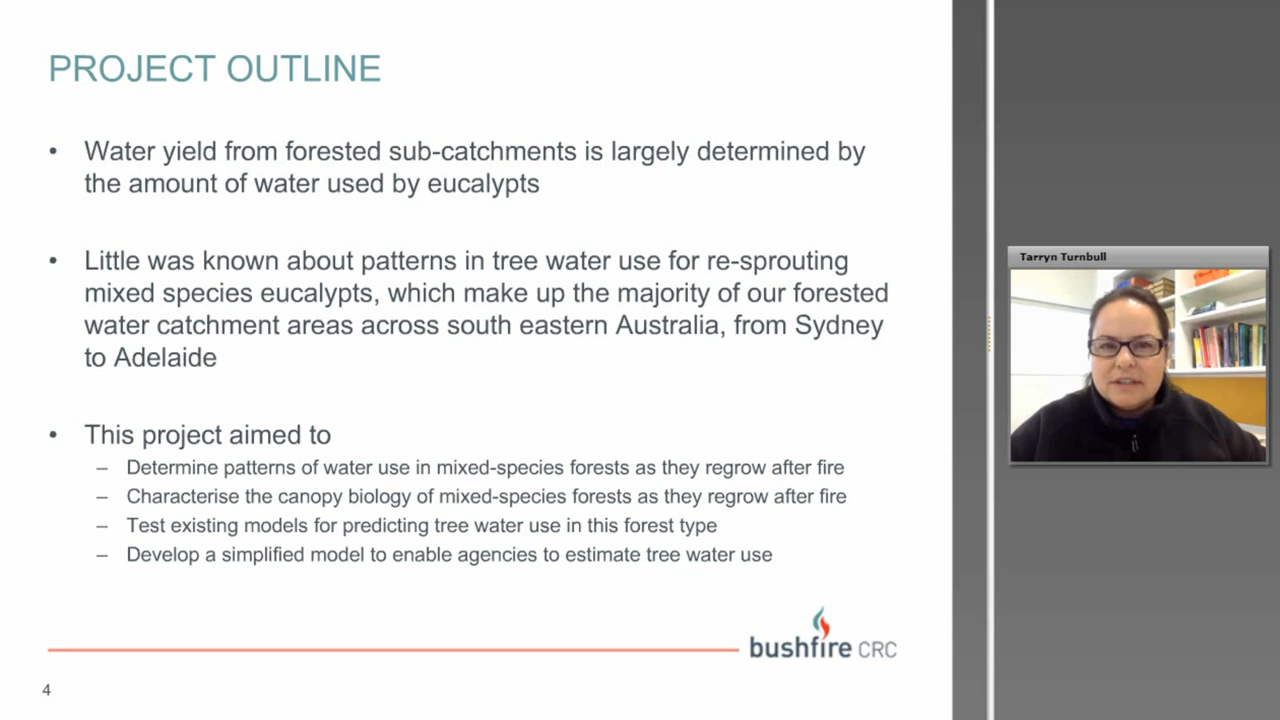 PROJECT OUTLINE
• Water yield from forested sub-catchments is largely determined by
the amount of water used by eucalypts
• Little was known about patterns in tree water use for re-sprouting
mixed species eucalypts, which make up the majority of our forested
water catchment areas across south eastern Australia, from Sydney
to Adelaide
• This project aimed to
– Determine patterns of water use in mixed-species forests as they regrow after fire
– Characterise the canopy biology of mixed-species forests as they regrow after fire
– Test existing models for predicting tree water use in this forest type
– Develop a simplified model to enable agencies to estimate tree water use
bushfire CRC
4
Tarryn Turnbull